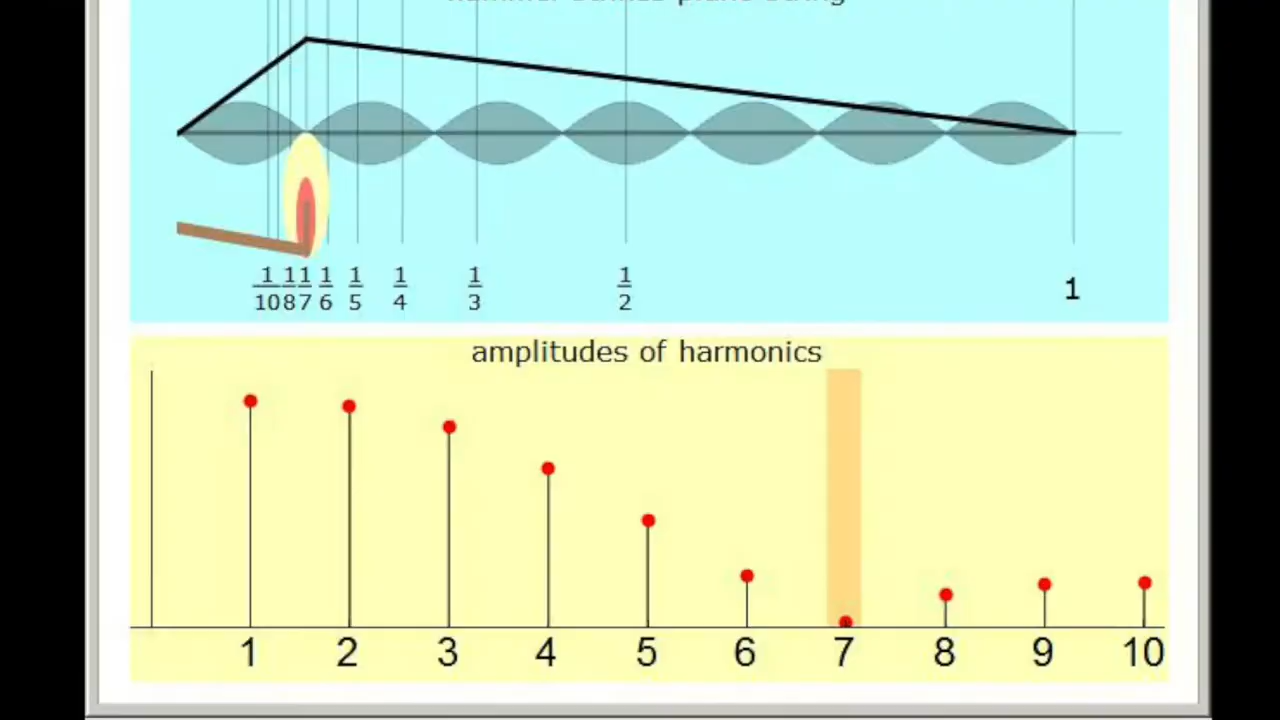 1 1 1 1 1 1 1 1
10 8 7 6 5 4 3 2
1
amplitudes of harmonics
1 2 3 4 5 6 7 8 9 10